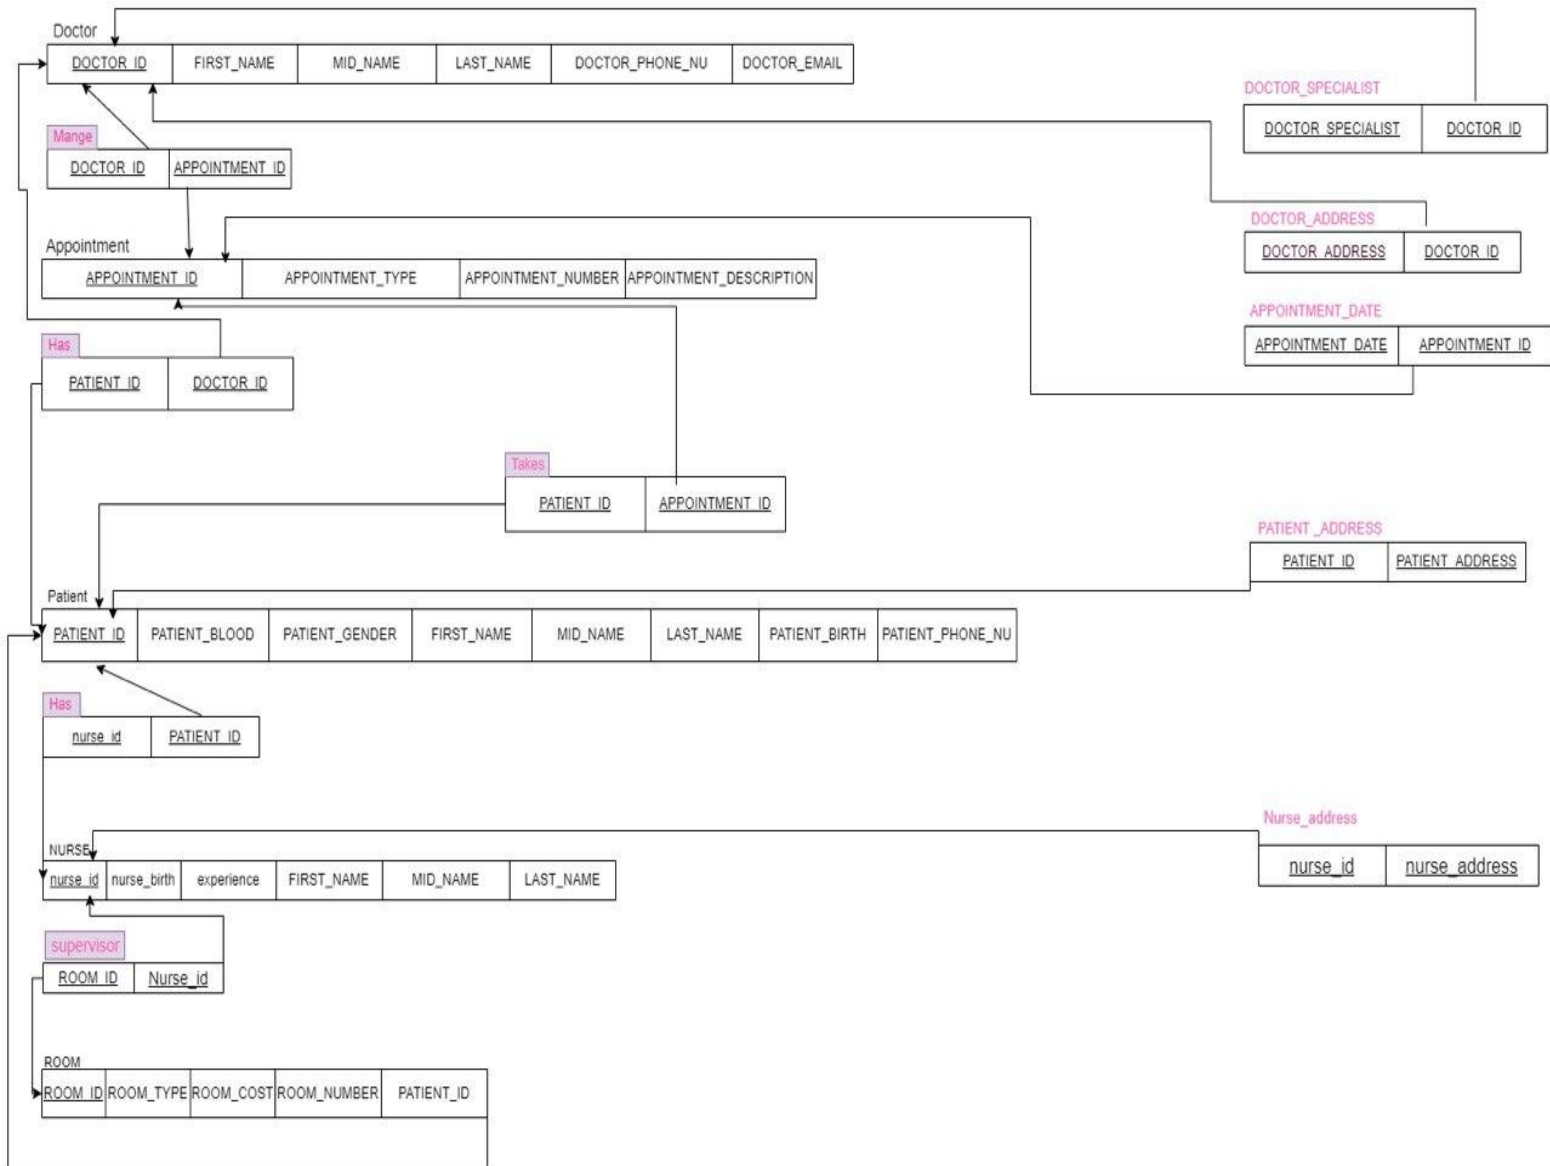 Doctor
DOCTOR_ID FIRST_NAME MID_NAME LAST_NAME DOCTOR_PHONE_NU DOCTOR_EMAIL
DOCTOR_SPECIALIST
DOCTOR_SPECIALIST DOCTOR_ID
Mange
DOCTOR_ID APPOINTMENT_ID
DOCTOR_ADDRESS
DOCTOR_ADDRESS DOCTOR_ID
Appointment
APPOINTMENT_ID APPOINTMENT_TYPE APPOINTMENT_NUMBER APPOINTMENT_DESCRIPTION
APPOINTMENT_DATE
APPOINTMENT_DATE APPOINTMENT_ID
Has
PATIENT_ID DOCTOR_ID
Takes
PATIENT_ID APPOINTMENT_ID
PATIENT _ADDRESS
PATIENT_ID PATIENT_ADDRESS
Patient
PATIENT_ID PATIENT_BLOOD PATIENT_GENDER FIRST_NAME MID_NAME LAST_NAME PATIENT_BIRTH PATIENT_PHONE_NU
Has
nurse_id PATIENT_ID
Nurse_address
nurse_id nurse_address
NURSE
nurse_id nurse_birth experience FIRST_NAME MID_NAME LAST_NAME
supervisor
ROOM_ID Nurse_id
ROOM
ROOM_ID ROOM_TYPE ROOM_COST ROOM_NUMBER PATIENT_ID